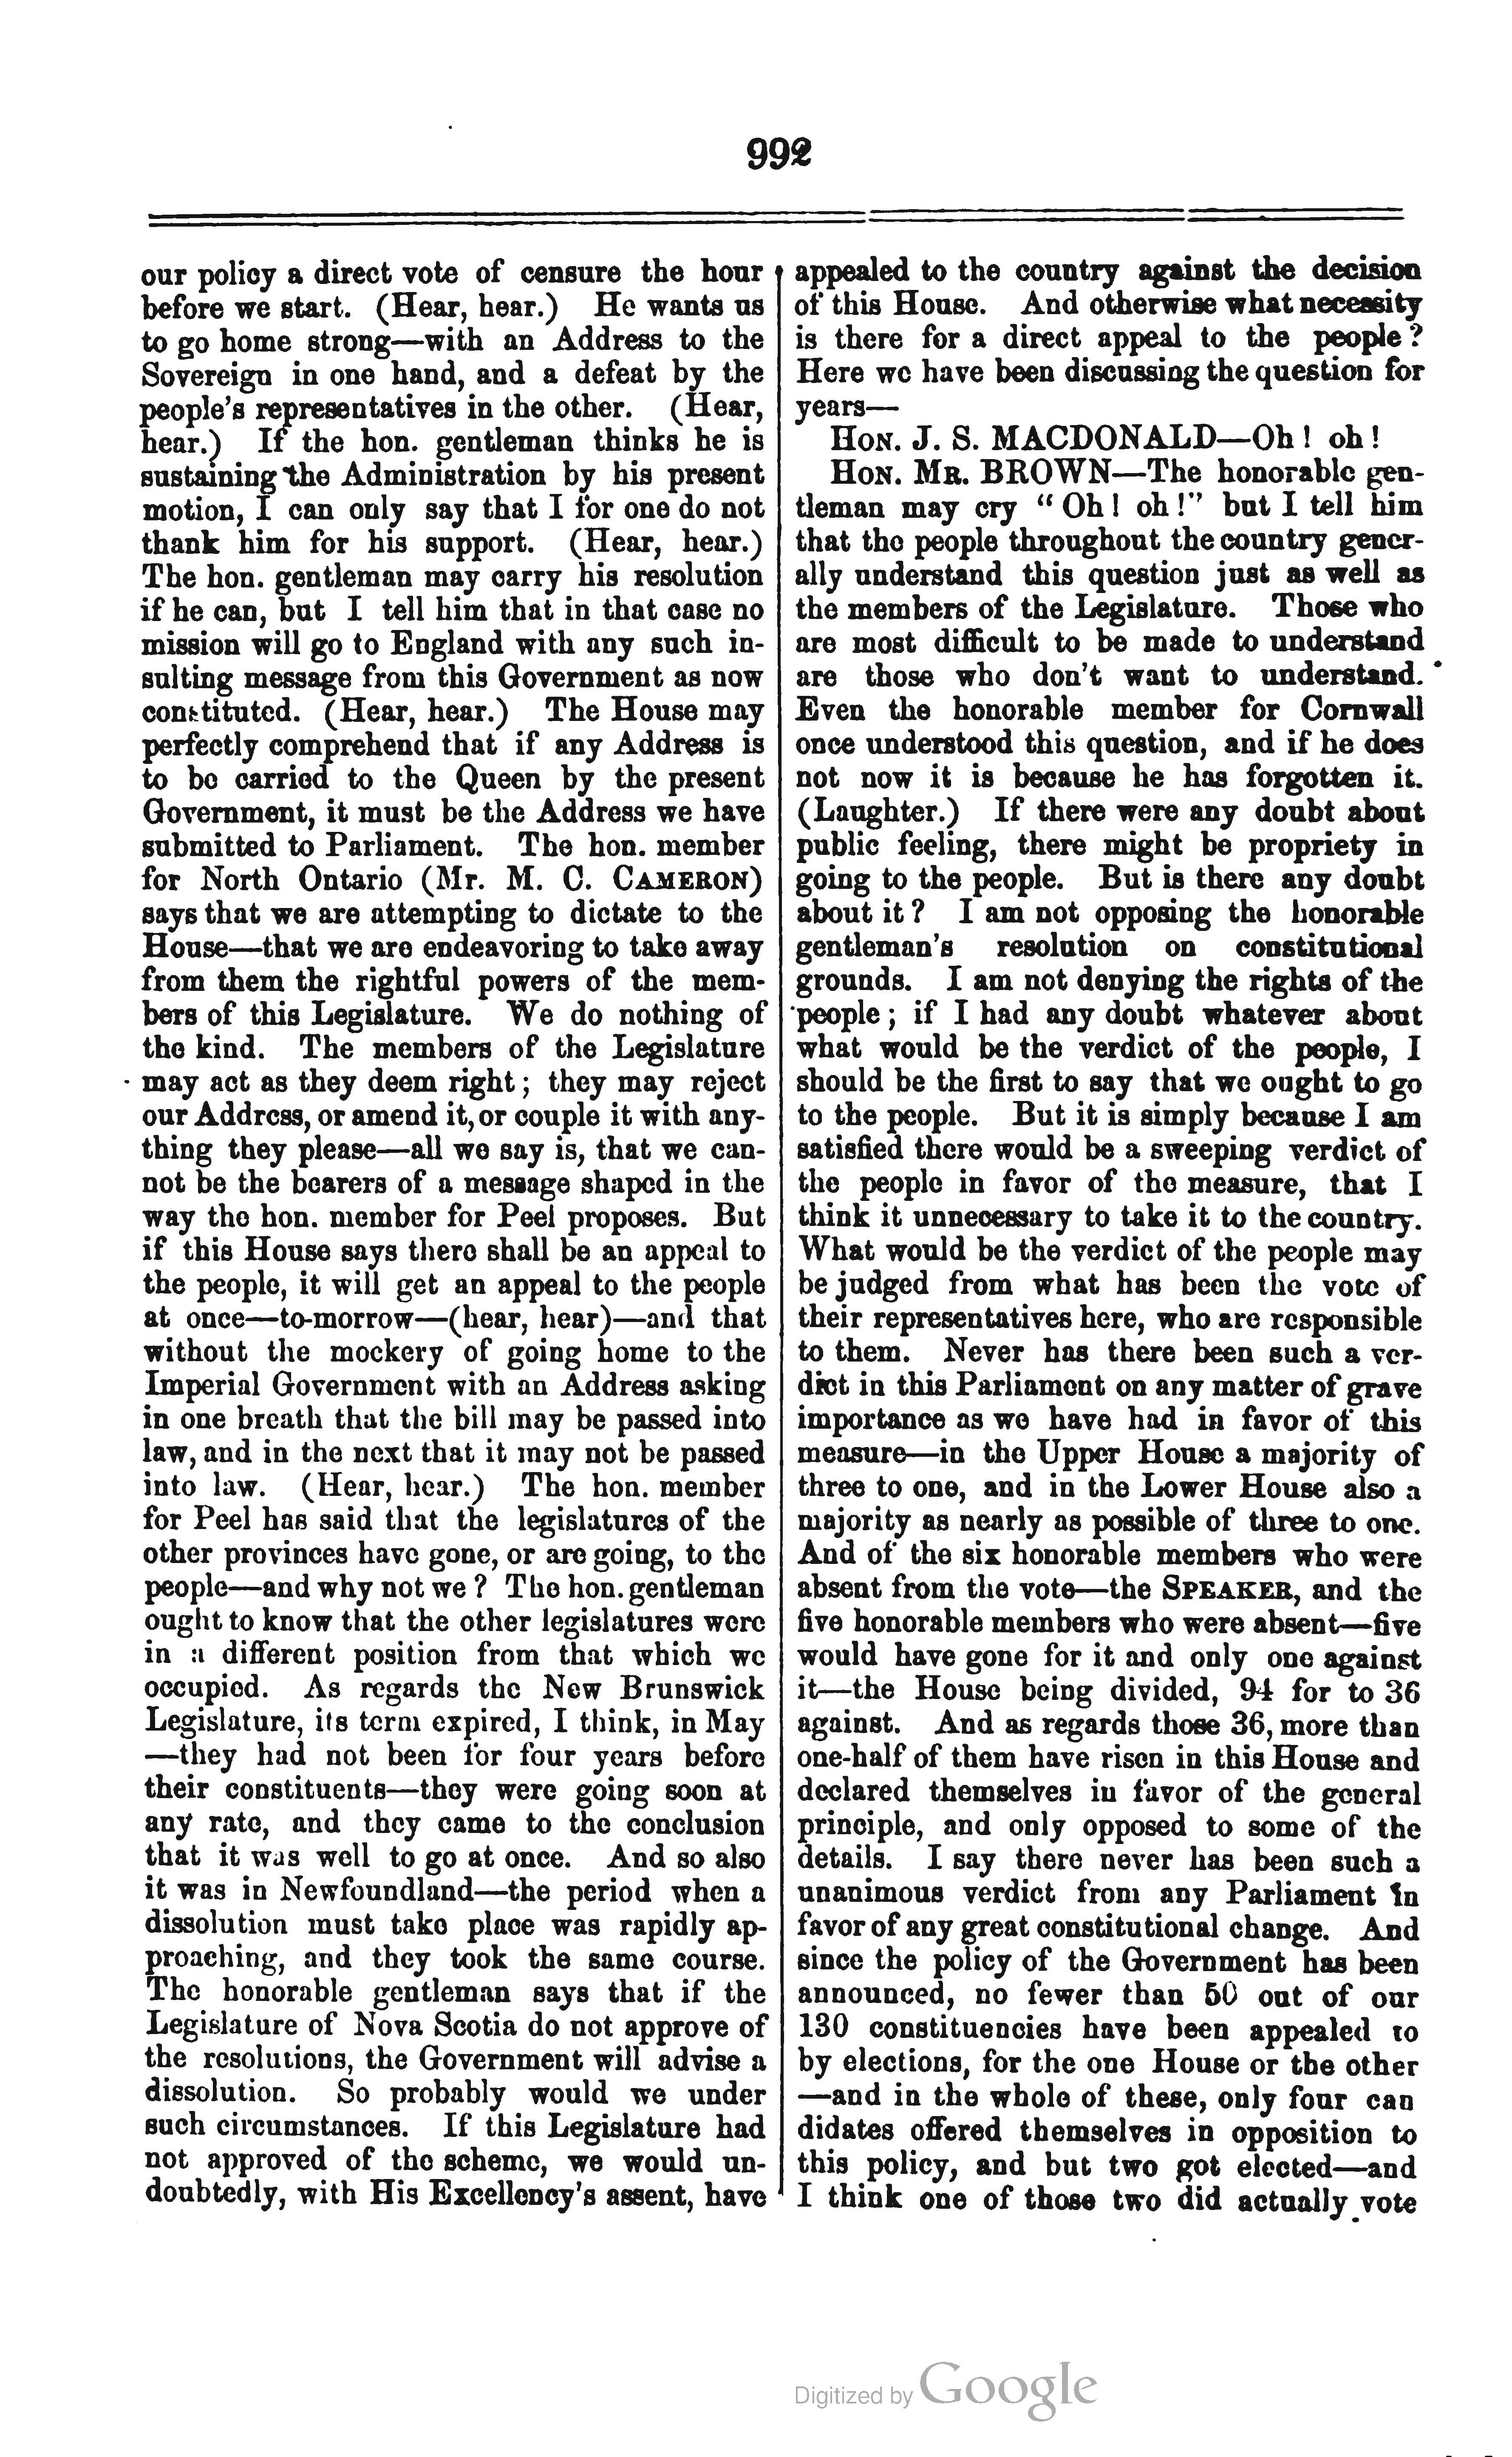 992
our policy a direct vote of censure the hour
before we start. (Hear, hear.) He wants us
to go home strong—with an Address to the
Sovereign in one hand, and a defeat by the
people's representatives in the other. (Hear,
hear.) If the hon. gentleman thinks he is
sustaining the Administration by his present
motion, I can only say that I for one do not
thank him for his support. (Hear, hear.)
The hon. gentleman may carry his resolution
if he can, but I tell him that in that case no
mission will go to England with any such in-
sulting message from this Government as now
constituted. (Hear, hear.) The House may
perfectly comprehend that if any Address is
to be carried to the Queen by the present
Government, it must be the Address we have
submitted to Parliament. The hon. member
for North Ontario (Mr. M. C. CAMERON)
says that we are attempting to dictate to the
House—that we are endeavoring to take away
from them the rightful powers of the mem-
bers of this Legislature. We do nothing of
the kind. The members of the Legislature
may act as they deem right; they may reject
our Address, or amend it, or couple it with any-
thing they please—all we say is, that we can-
not be the bearers of a message shaped in the
way the hon. member for Peel proposes. But
if this House says there shall be an appeal to
the people, it will get an appeal to the people
at once—to-morrow—(hear, hear)—and that
without the mockery of going home to the
Imperial Government with an Address asking
in one breath that the bill may be passed into
law, and in the next that it may not be passed
into law. (Hear, hear.) The hon. member
for Peel has said that the legislatures of the
other provinces have gone, or are going, to the
people—and why not we? The hon. gentleman
ought to know that the other legislatures were
in a different position from that which we
occupied. As regards the New Brunswick
Legislature, its term expired, I think, in May
—they had not been for four years before
their constituents—they were going soon at
any rate, and they came to the conclusion
that it was well to go at once. And so also
it was in Newfoundland—the period when a
dissolution must take place was rapidly ap-
proaching, and they took the same course.
The honorable gentleman says that if the
Legislature of Nova Scotia do not approve of
the resolutions, the Government will advise a
dissolution. So probably would we under
such circumstances. If this Legislature had
not approved of the scheme, we would un-
doubtedly, with His Excellency's assent, have
appealed to the country against the decision
of this House. And otherwise what necessity
is there for a direct appeal to the people?
Here we have been discussing the question for
years—
HON. J. S. MACDONALD—Oh! oh!
HON. MR. BROWN—The honorable gen-
tleman may cry "Oh! oh!" but I tell him
that the people throughout the country gener-
ally understand this question just as well as
the members of the Legislature. Those who
are most difficult to be made to understand
are those who don't want to understand.
Even the honorable member for Cornwall
once understood this question, and if he does
not now it is because he has forgotten it.
(Laughter.) If there were any doubt about
public feeling, there might be propriety in
going to the people. But is there any doubt
about it? I am not opposing the honorable
gentleman's resolution on constitutional
grounds. I am not denying the rights of the
people; if I had any doubt whatever about
what would be the verdict of the people, I
should be the first to say that we ought to go
to the people. But it is simply because I am
satisfied there would be a sweeping verdict of
the people in favor of the measure, that I
think it unnecessary to take it to the country.
What would be the verdict of the people may
be judged from what has been the vote of
their representatives here, who are responsible
to them. Never has there been such a ver-
dict in this Parliament on any matter of grave
importance as we have had in favor of this
measure—in the Upper House a majority of
three to one, and in the Lower House also a
majority as nearly as possible of three to one.
And of the six honorable members who were
absent from the vote—the SPEAKER, and the
five honorable members who were absent—five
would have gone for it and only one against
it—the House being divided, 94 for to 36
against. And as regards those 36, more than
one-half of them have risen in this House and
declared themselves in favor of the general
principle, and only opposed to some of the
details. I say there never has been such a
unanimous verdict from any Parliament in
favor of any great constitutional change. And
since the policy of the Government has been
announced, no fewer than 50 out of our
130 constituencies have been appealed to
by elections, for the one House or the other
—and in the whole of these, only four can
didates offered themselves in opposition to
this policy, and but two got elected—and
I think one of those two did actually vote
Digitized by Google